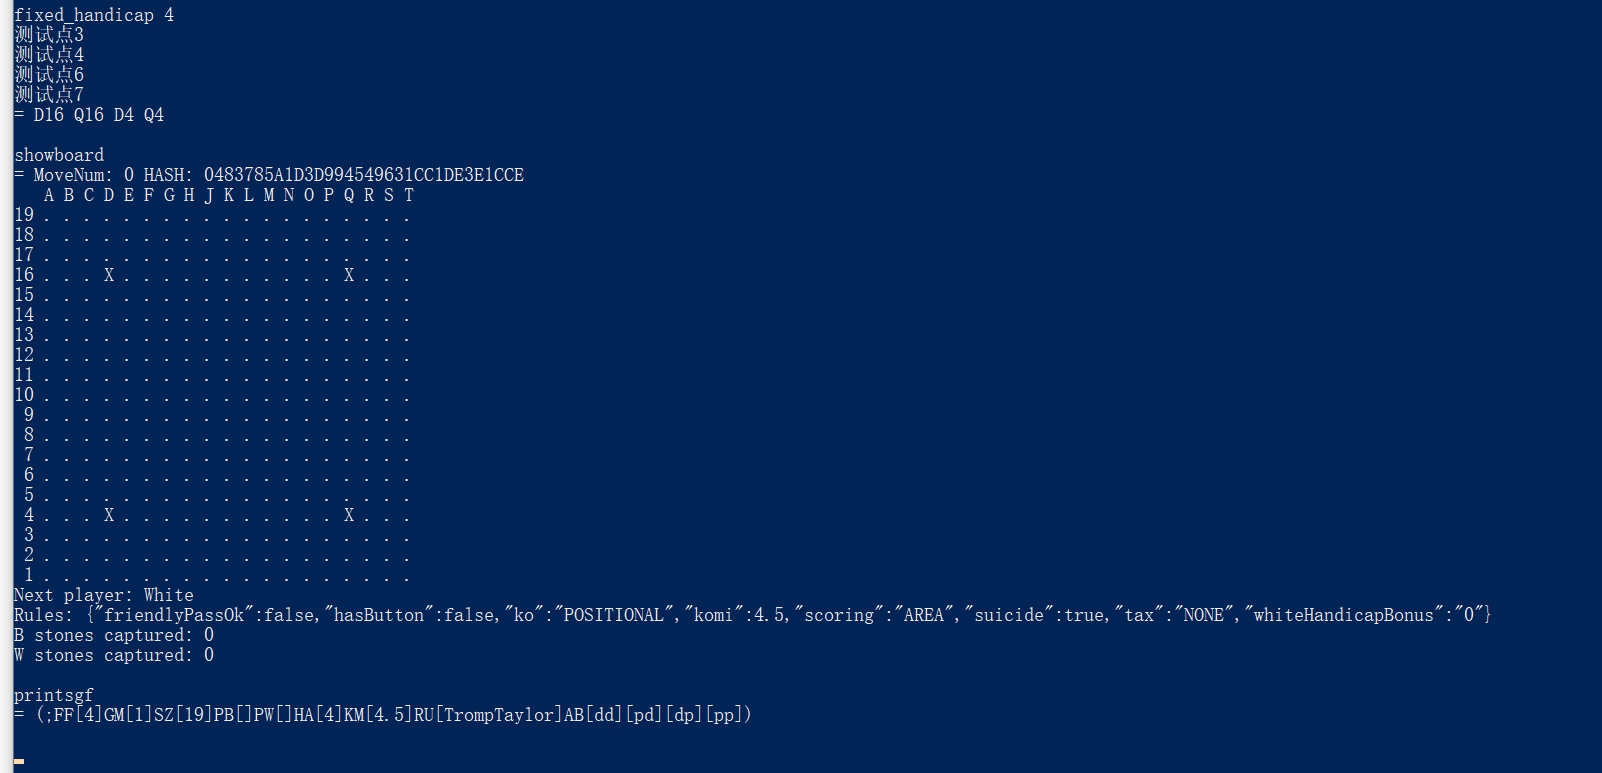 fixed_handicap 4
测试点3
测试点4
测试点6
测试点7
= D16 Q16 D4 Q4
showboard
= MoveNum: 0 HASH: 0483785A1D3D994549631CC1DE3E1CCE
   A B C D E F G H J K L M N O P Q R S T
19 . . . . . . . . . . . . . . . . . . .
18 . . . . . . . . . . . . . . . . . . .
17 . . . . . . . . . . . . . . . . . . .
16 . . . X . . . . . . . . . . . X . . .
15 . . . . . . . . . . . . . . . . . . .
14 . . . . . . . . . . . . . . . . . . .
13 . . . . . . . . . . . . . . . . . . .
12 . . . . . . . . . . . . . . . . . . .
11 . . . . . . . . . . . . . . . . . . .
10 . . . . . . . . . . . . . . . . . . .
 9 . . . . . . . . . . . . . . . . . . .
 8 . . . . . . . . . . . . . . . . . . .
 7 . . . . . . . . . . . . . . . . . . .
 6 . . . . . . . . . . . . . . . . . . .
 5 . . . . . . . . . . . . . . . . . . .
 4 . . . X . . . . . . . . . . . X . . .
 3 . . . . . . . . . . . . . . . . . . .
 2 . . . . . . . . . . . . . . . . . . .
 1 . . . . . . . . . . . . . . . . . . .
Next player: White
Rules: {"friendlyPassOk":false,"hasButton":false,"ko":"POSITIONAL","komi":4.5,"scoring":"AREA","suicide":true,"tax":"NONE","whiteHandicapBonus":"0"}
B stones captured: 0
W stones captured: 0
printsgf
= (;FF[4]GM[1]SZ[19]PB[]PW[]HA[4]KM[4.5]RU[TrompTaylor]AB[dd][pd][dp][pp])